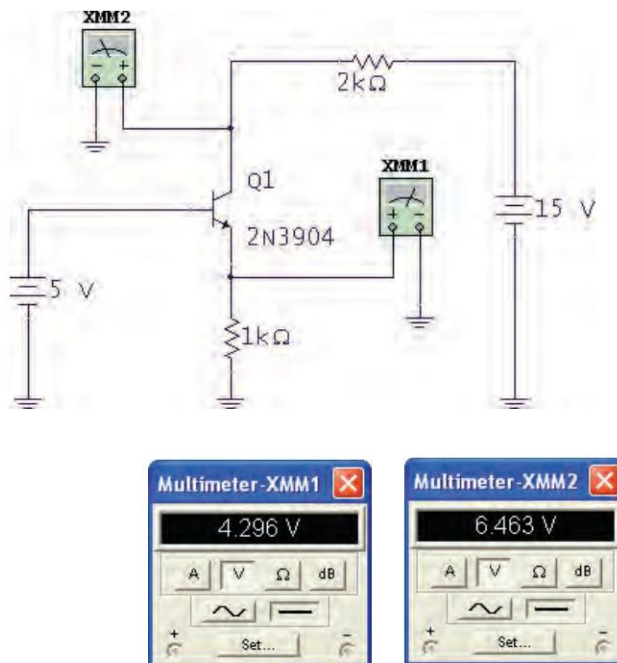 XMM2
2kΩ
XMM1
Q1
15 V
2N3904
5 V
1kΩ
Multimeter-XMM1
4.296 V
A V Ω dB
Set...
Multimeter-XMM2
6.463 V
A V Ω dB
Set...